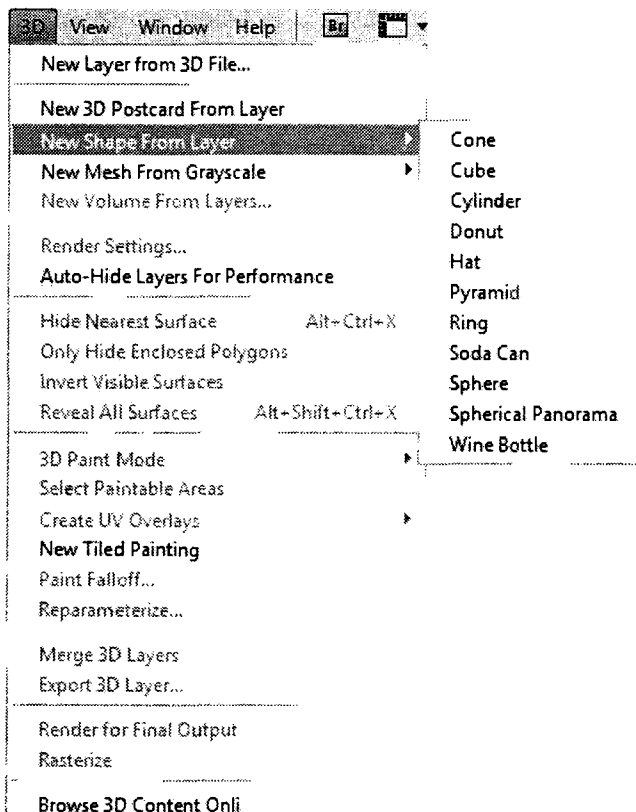 3D View Window Help Br
New Layer from 3D File...
New 3D Postcard From Layer
New Shape From Layer
New Mesh From Grayscale
New Volume From Layers...
Render Settings...
Auto-Hide Layers For Performance
Hide Nearest Surface Alt+Ctrl+X
Only Hide Enclosed Polygons
Invert Visible Surfaces
Reveal All Surfaces Alt+Shift+Ctrl+X
3D Paint Mode
Select Paintable Areas
Create UV Overlays
New Tiled Painting
Paint Falloff...
Reparameterize...
Merge 3D Layers
Export 3D Layer...
Render for Final Output
Rasterize
Browse 3D Content Onli
Cone
Cube
Cylinder
Donut
Hat
Pyramid
Ring
Soda Can
Sphere
Spherical Panorama
Wine Bottle